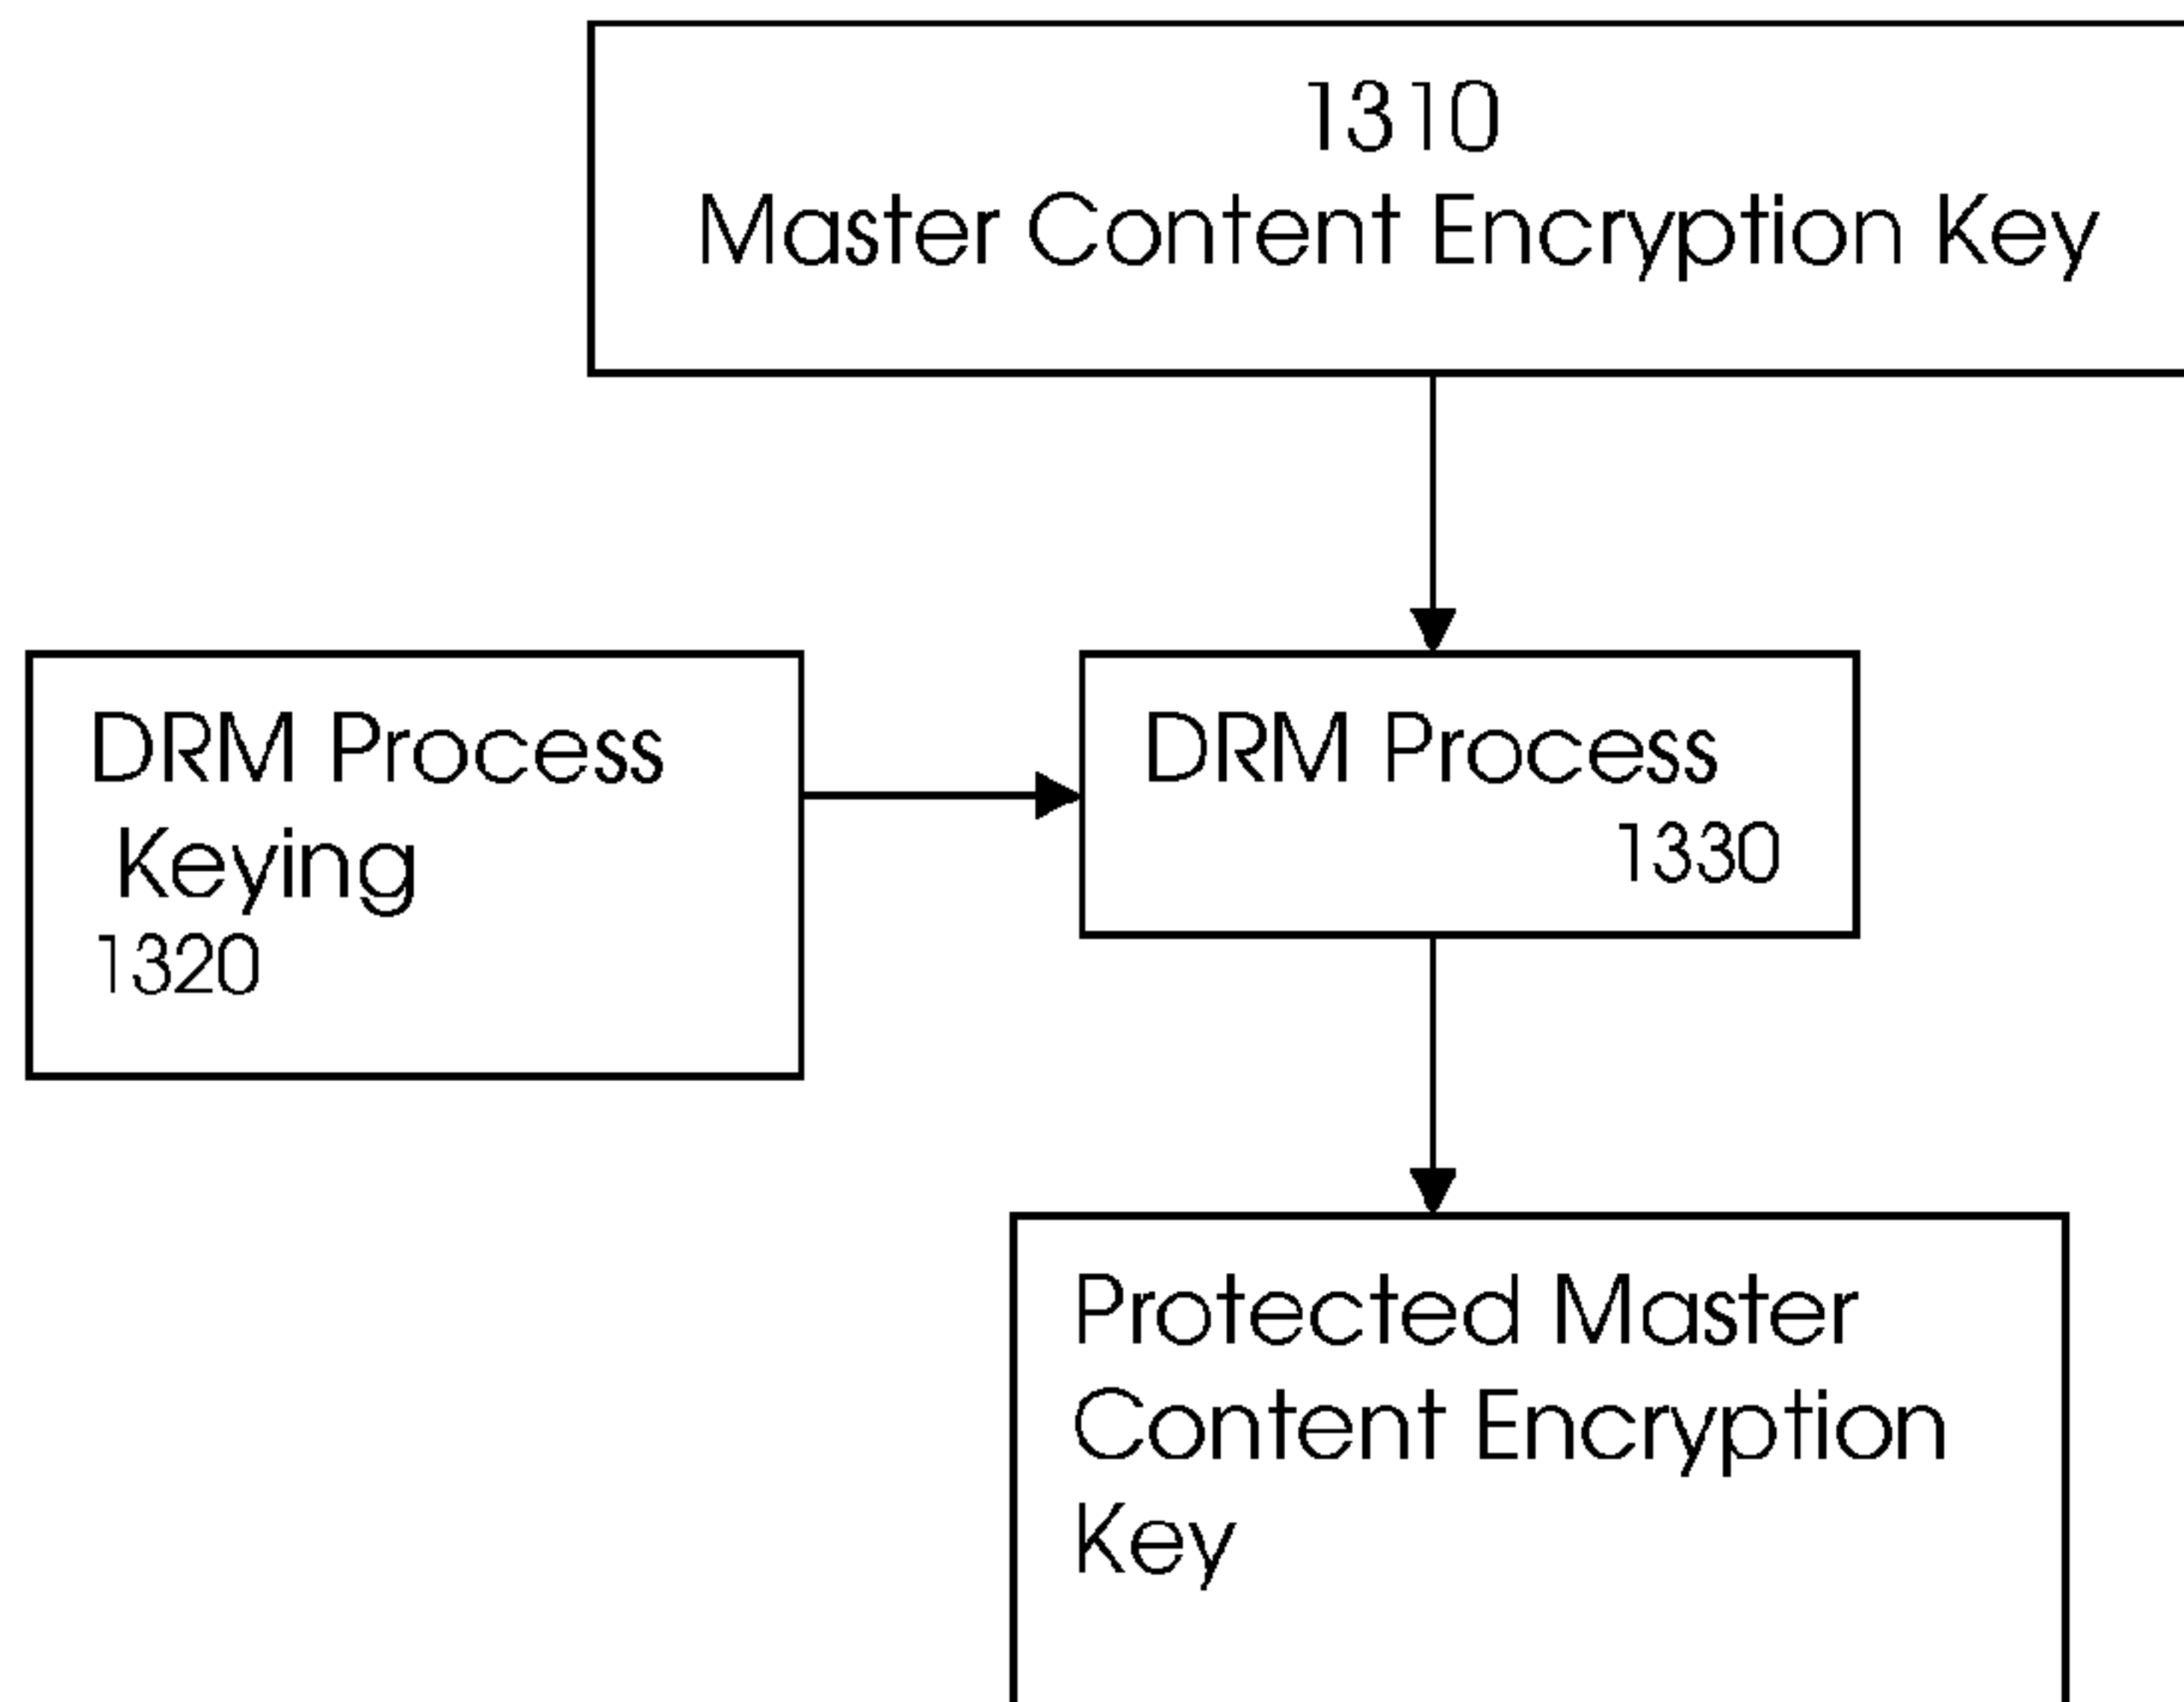 1310
Master Content Encryption Key
DRM Process
Keying
1320
DRM Process
1330
Protected Master
Content Encryption
Key